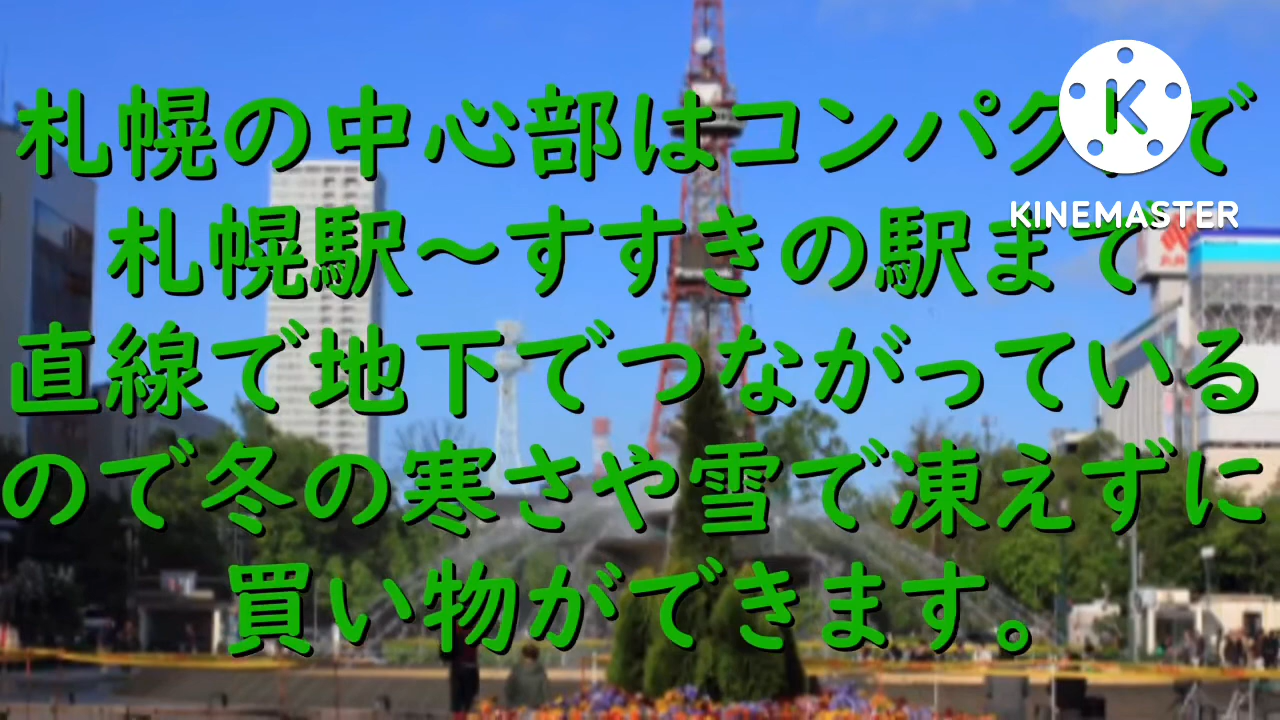 札幌の中心部はコンパクトで
札幌駅〜すすきの駅まで
直線で地下でつながっている
ので冬の寒さや雪で凍えずに
買い物ができます。
K
KINEMASTER